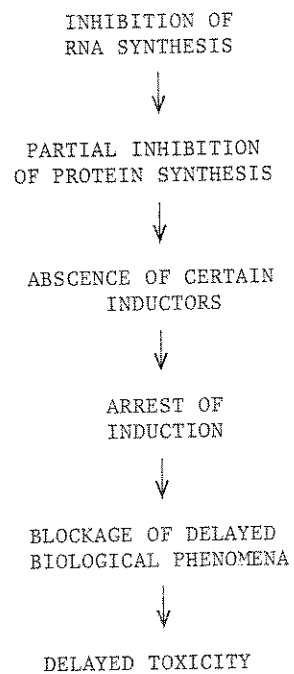 INHIBITION OF
RNA SYNTHESIS
PARTIAL INHIBITION
OF PROTEIN SYNTHESIS
ABSCENCE OF CERTAIN
INDUCTORS
ARREST OF
INDUCTION
BLOCKAGE OF DELAYED
BIOLOGICAL PHENOMENA
DELAYED TOXICITY